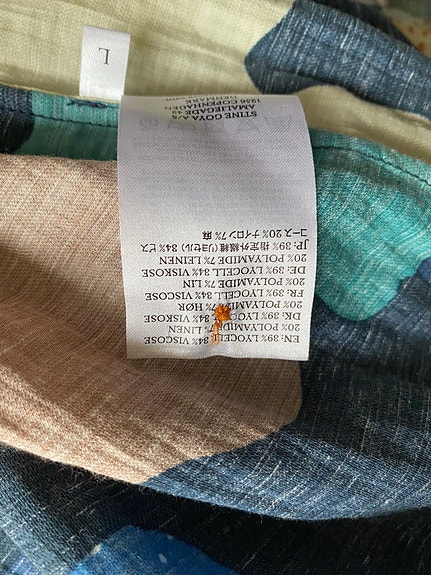 L
EN: 39% LYOCELL 34% VISCOSE
20% POLYAMIDE 7% LINEN
DK: 39% LYOCELL 34% VISKOSE
20% POLYAMIDE 7% HØR
FR: 39% LYOCELL 34% VISCOSE
20% POLYAMIDE 7% LIN
DE: 39% LYOCELL 34% VISKOSE
20% POLYAMIDE 7% LEINEN
JP: 39% 指定外繊維 (リヨセル) 34% ビス
コース 20% ナイロン 7% 麻
STINE GOYA A/S
AMALIEGADE 49
1256 COPENHAGEN
DENMARK